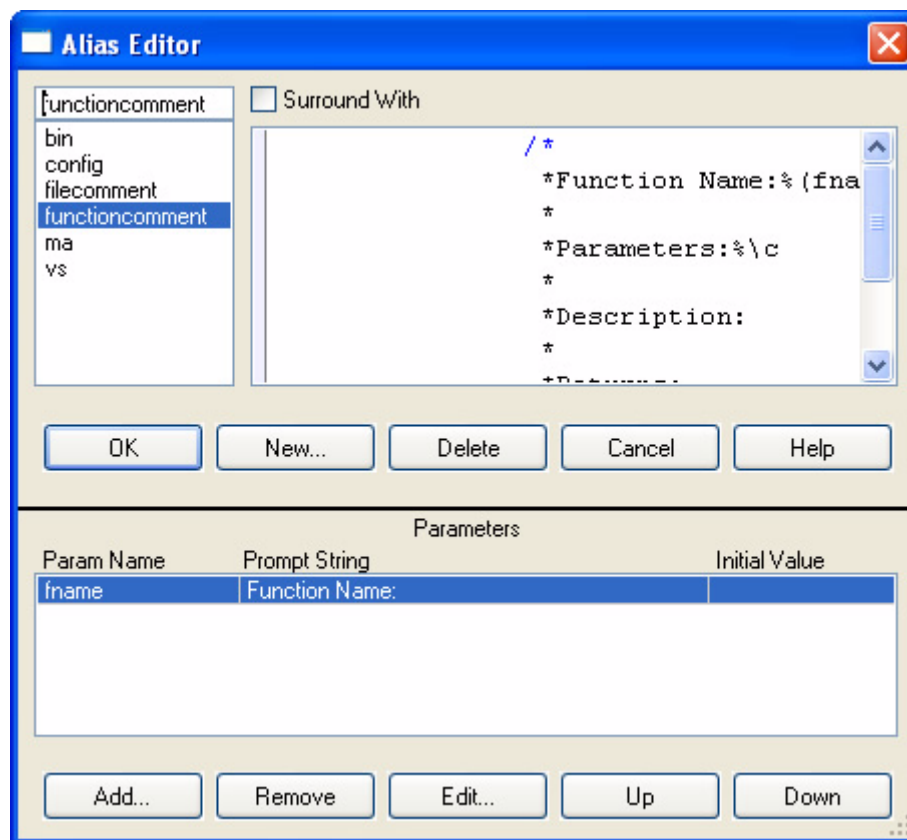 Alias Editor
functioncomment
Surround With
bin
config
filecomment
functioncomment
ma
vs
/*
*Function Name:%(fna
*
*Parameters:%\c
*
*Description:
*
OK New... Delete Cancel Help
Parameters
Param Name Prompt String Initial Value
fname Function Name:
Add... Remove Edit... Up Down